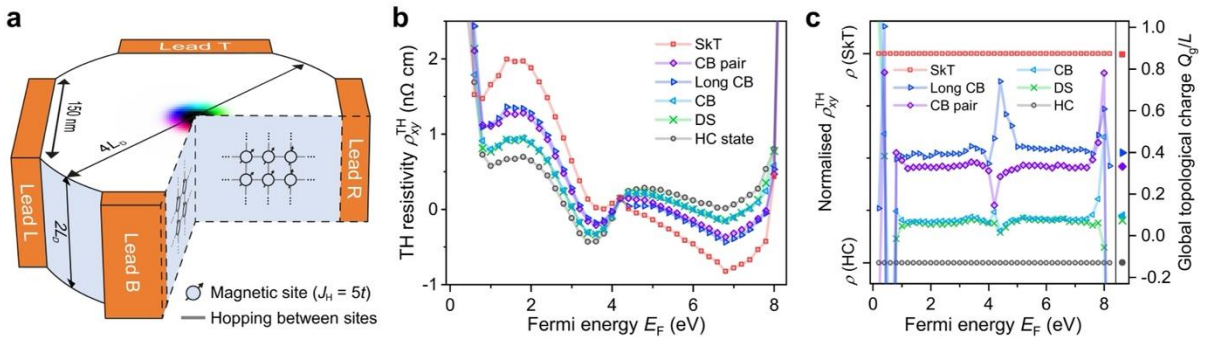 a
Lead T
150 nm
4L_D
Lead L
2L_D
Lead B
Lead R
Magnetic site (J_H = 5t)
Hopping between sites
b
TH resistivity ρ_xy^TH (nΩ cm)
2
1
0
-1
SkT
CB pair
Long CB
CB
DS
HC state
0
2
4
6
8
Fermi energy E_F (eV)
c
Normalised ρ_xy^TH
ρ (SkT)
ρ (HC)
SkT
CB
Long CB
DS
CB pair
HC
0
2
4
6
8
Fermi energy E_F (eV)
1.0
0.8
0.6
0.4
0.2
0.0
-0.2
Global topological charge Q_g/L